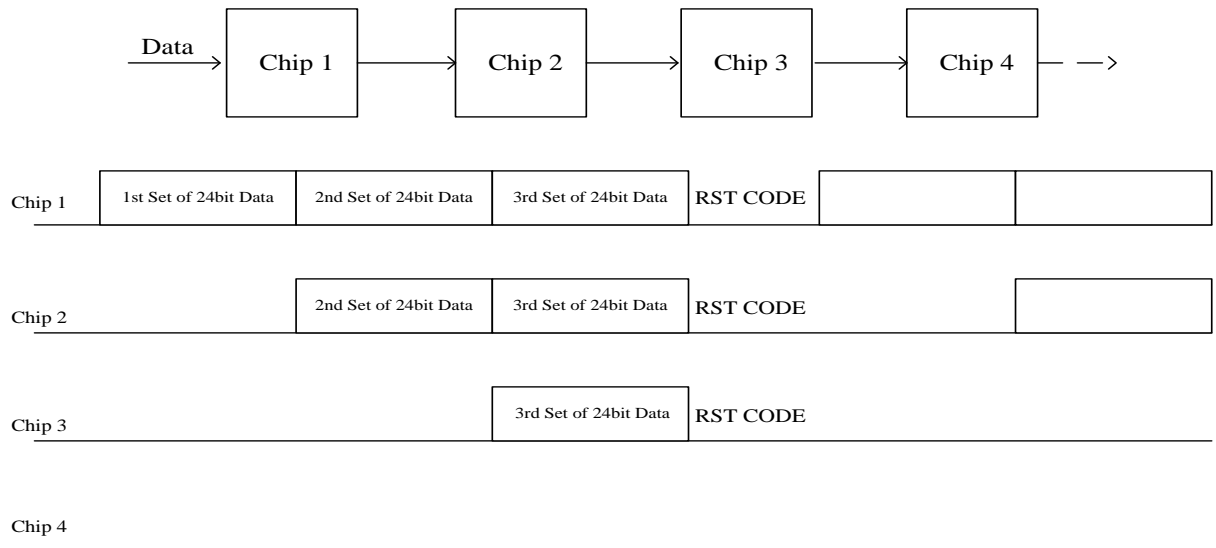 Data
Chip 1
Chip 2
Chip 3
Chip 4
Chip 1
1st Set of 24bit Data
2nd Set of 24bit Data
3rd Set of 24bit Data
RST CODE
Chip 2
2nd Set of 24bit Data
3rd Set of 24bit Data
RST CODE
Chip 3
3rd Set of 24bit Data
RST CODE
Chip 4